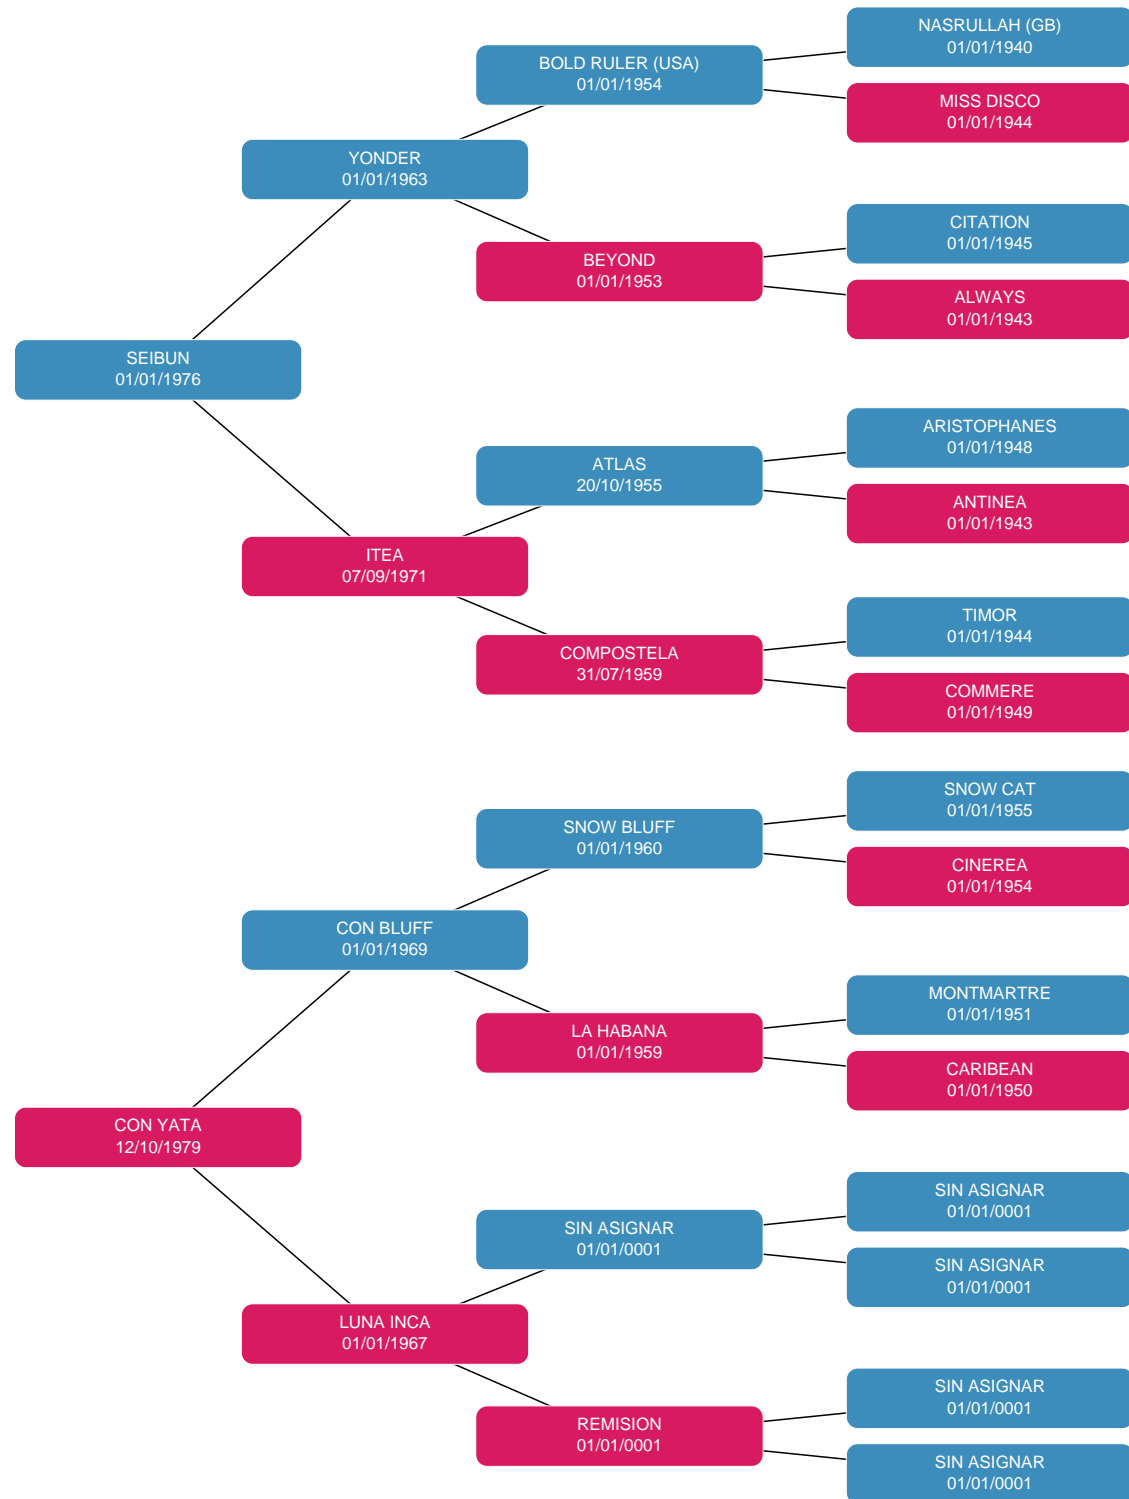 NASRULLAH (GB)
01/01/1940
BOLD RULER (USA)
01/01/1954
MISS DISCO
01/01/1944
YONDER
01/01/1963
CITATION
01/01/1945
BEYOND
01/01/1953
ALWAYS
01/01/1943
SEIBUN
01/01/1976
ARISTOPHANES
01/01/1948
ATLAS
20/10/1955
ANTINEA
01/01/1943
ITEA
07/09/1971
TIMOR
01/01/1944
COMPOSTELA
31/07/1959
COMMERE
01/01/1949
SNOW CAT
01/01/1955
SNOW BLUFF
01/01/1960
CINEREA
01/01/1954
CON BLUFF
01/01/1969
MONTMARTRE
01/01/1951
LA HABANA
01/01/1959
CARIBEAN
01/01/1950
CON YATA
12/10/1979
SIN ASIGNAR
01/01/0001
SIN ASIGNAR
01/01/0001
SIN ASIGNAR
01/01/0001
LUNA INCA
01/01/1967
SIN ASIGNAR
01/01/0001
REMISION
01/01/0001
SIN ASIGNAR
01/01/0001